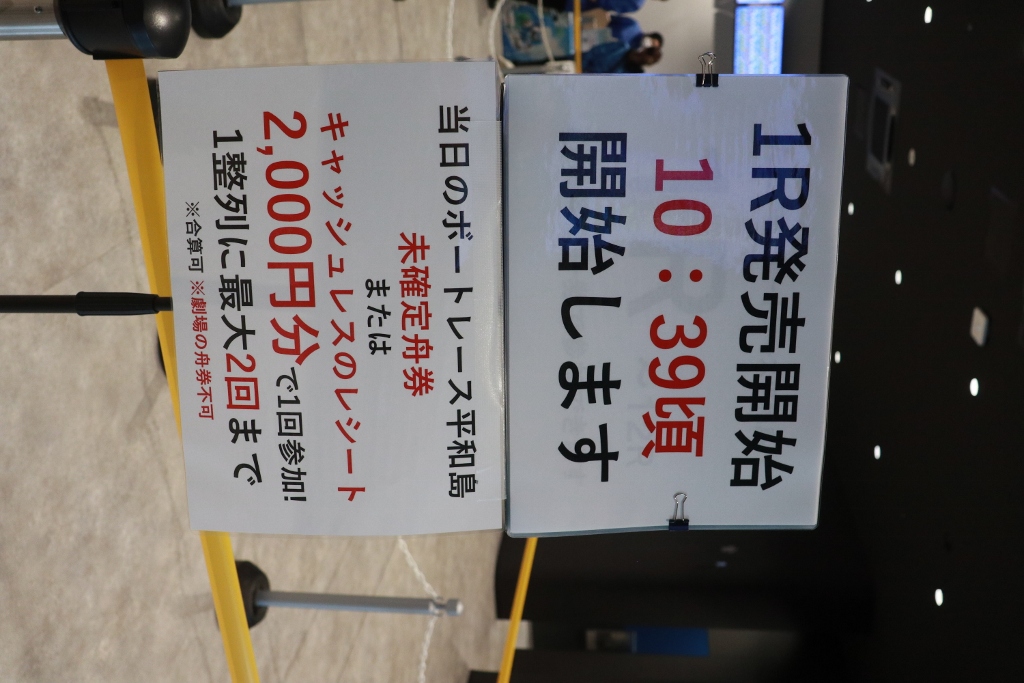 1R発売開始
10：39頃
開始します
当日のボートレース平和島
未確定舟券
または
キャッシュレスのレシート
2,000円分で1回参加!
1整列に最大2回まで
※合算可 ※劇場の舟券不可